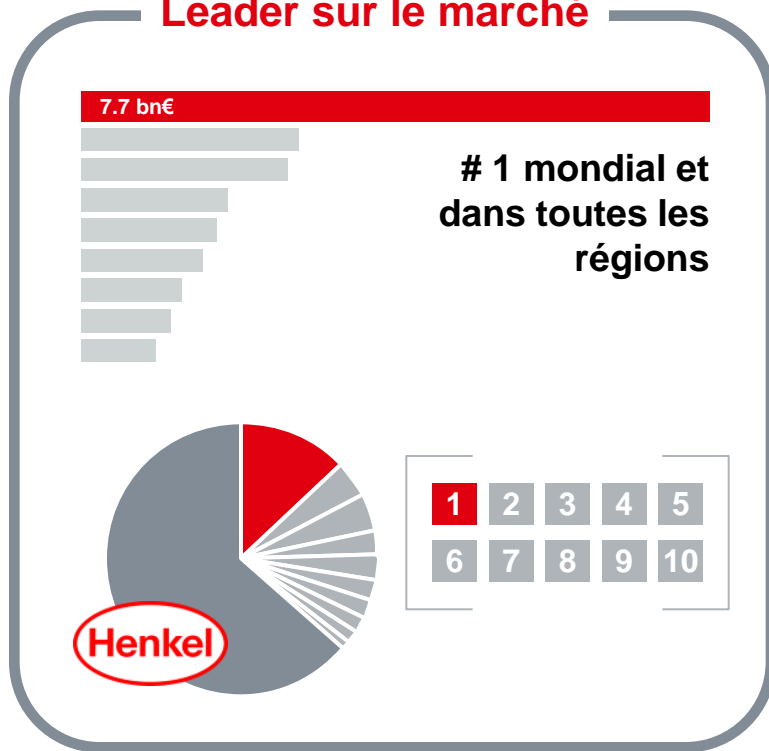 Leader sur le marché
7.7 bn€
# 1 mondial et
dans toutes les
régions
1 2 3 4 5
6 7 8 9 10
Henkel